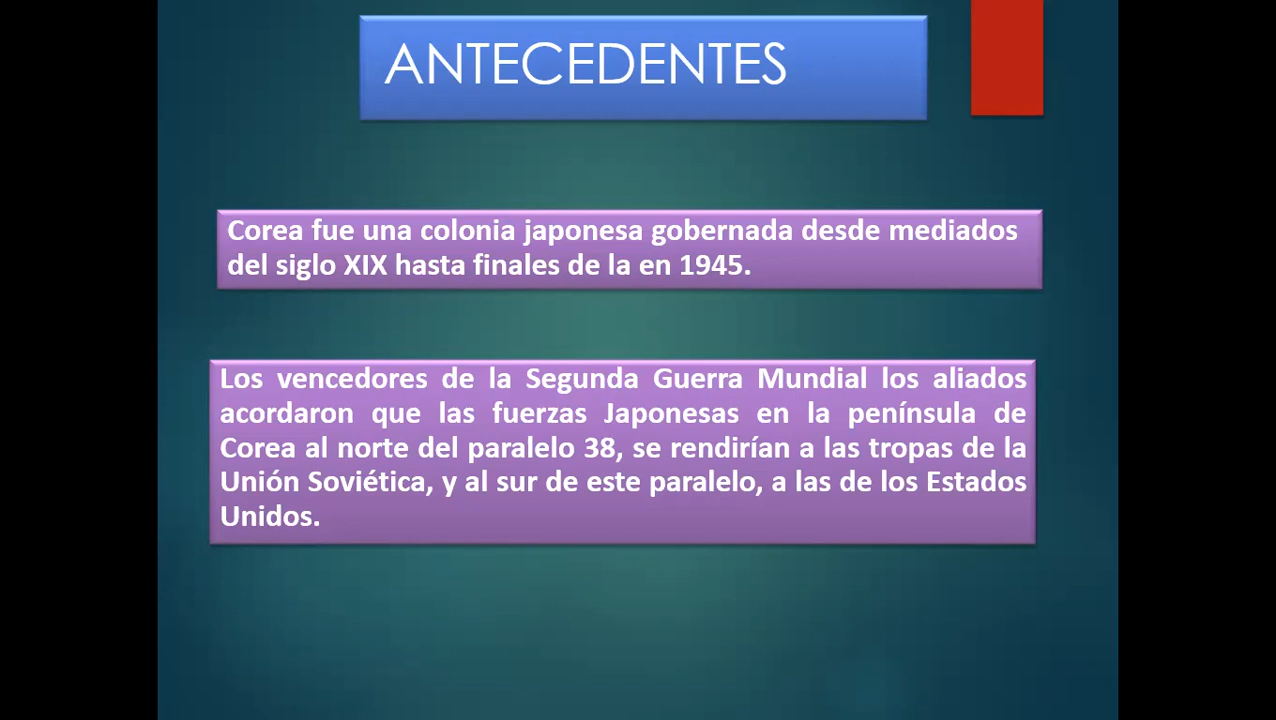 ANTECEDENTES
Corea fue una colonia japonesa gobernada desde mediados
del siglo XIX hasta finales de la en 1945.
Los vencedores de la Segunda Guerra Mundial los aliados
acordaron que las fuerzas Japonesas en la península de
Corea al norte del paralelo 38, se rendirían a las tropas de la
Unión Soviética, y al sur de este paralelo, a las de los Estados
Unidos.